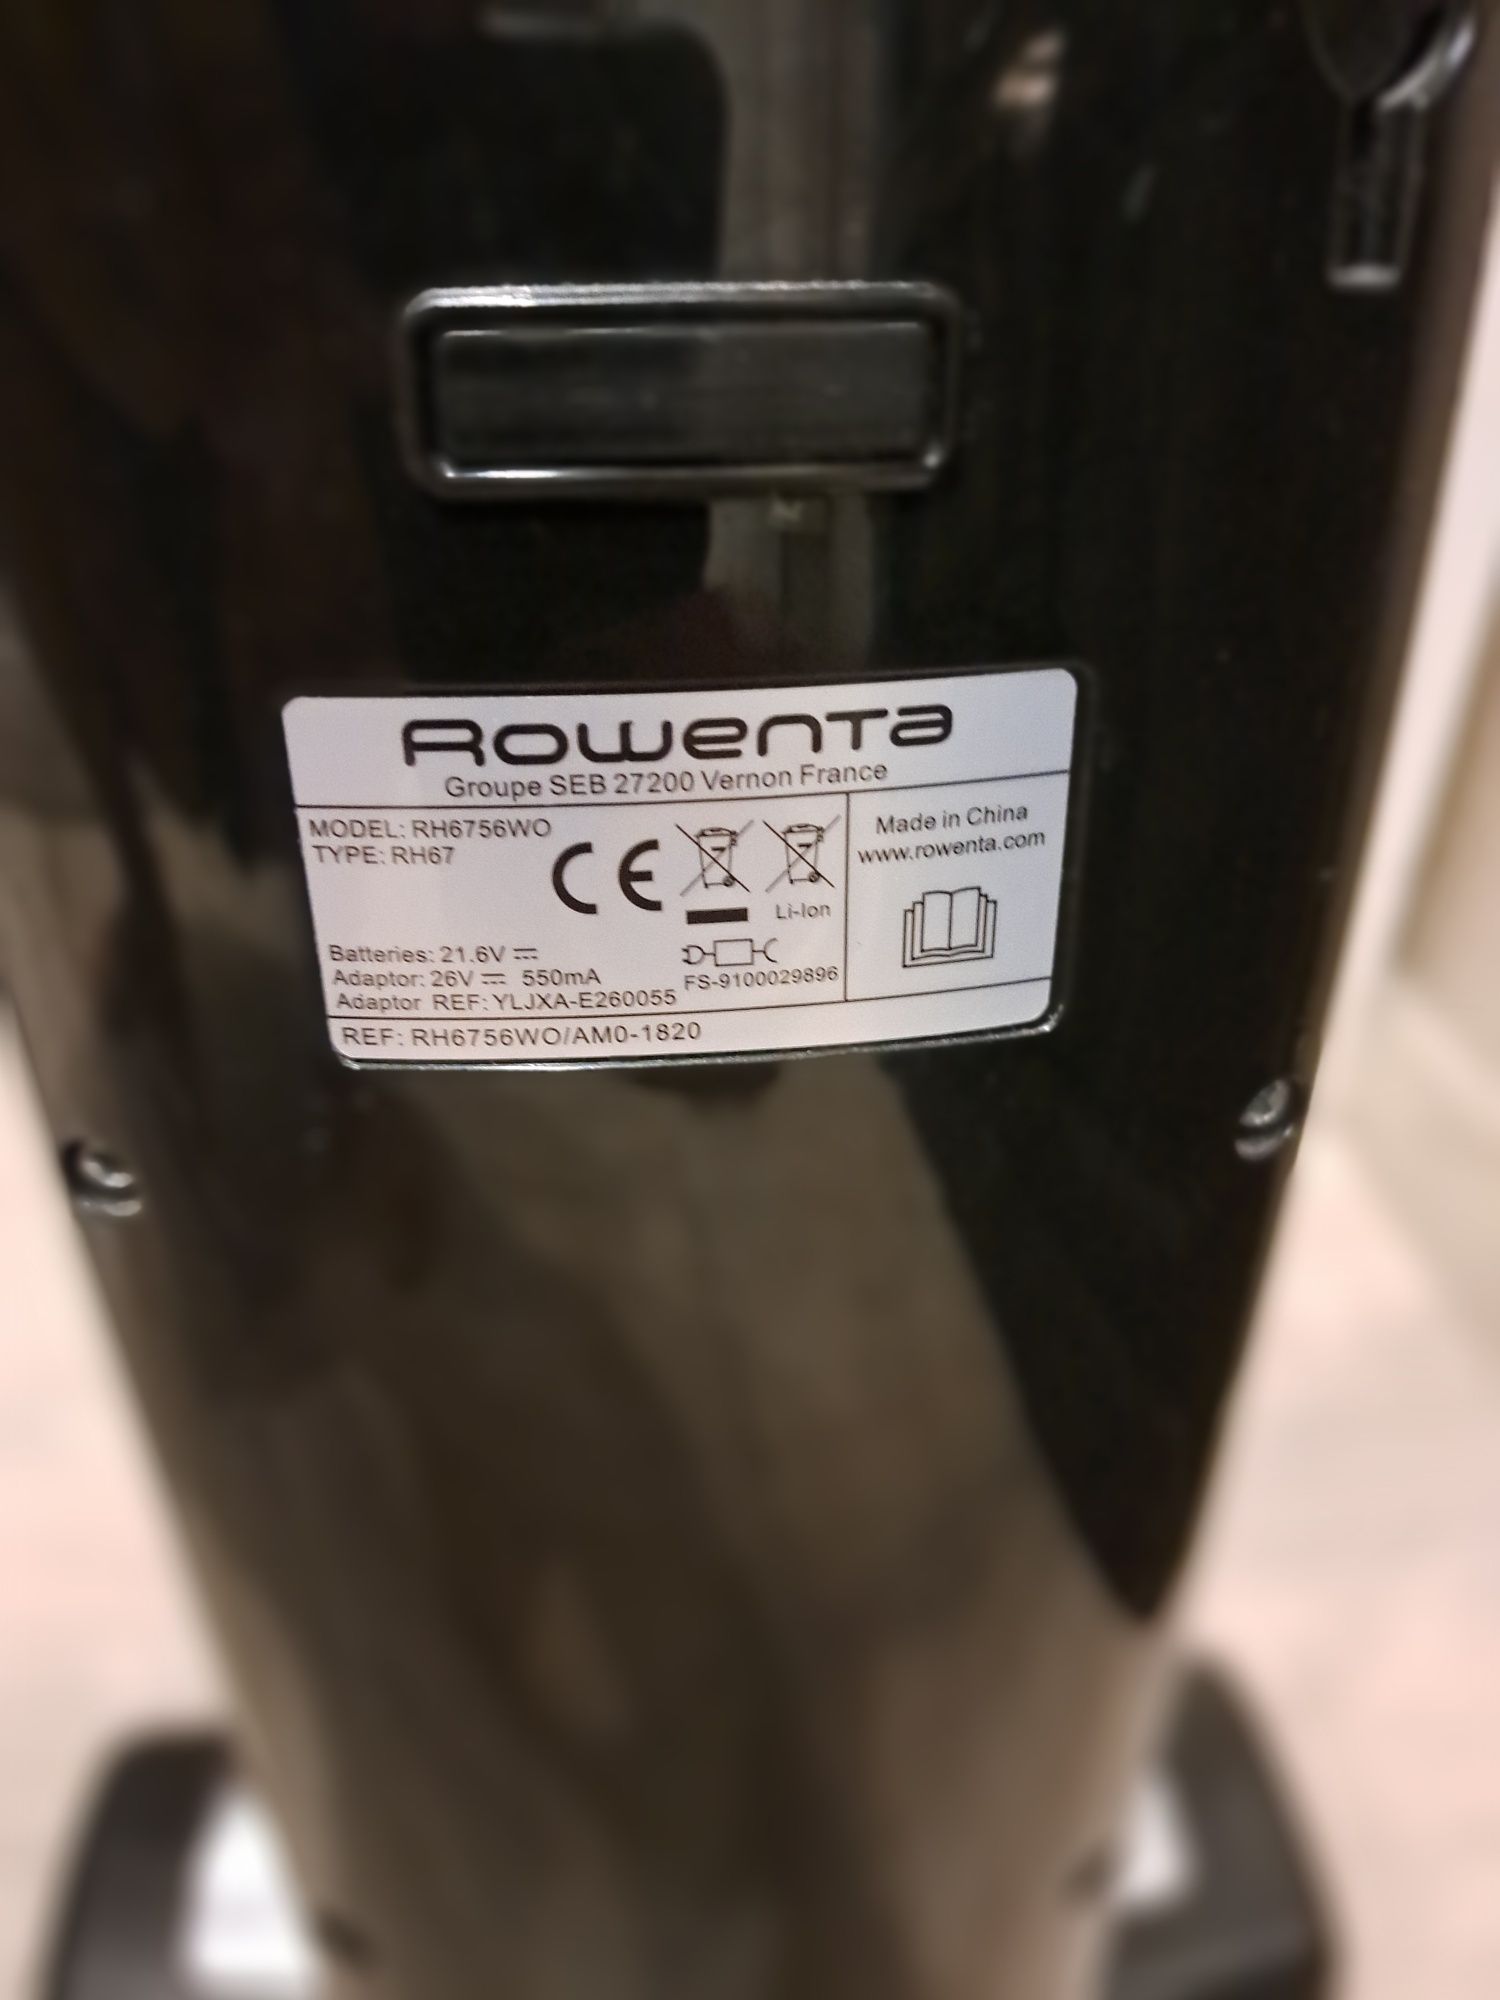 Rowenta
Groupe SEB 27200 Vernon France
MODEL: RH6756WO
TYPE: RH67
CE
Li-Ion
Batteries: 21.6V
Adaptor: 26V 550mA
Adaptor REF: YLJXA-E260055
FS-9100029896
Made in China
www.rowenta.com
REF: RH6756WO/AM0-1820